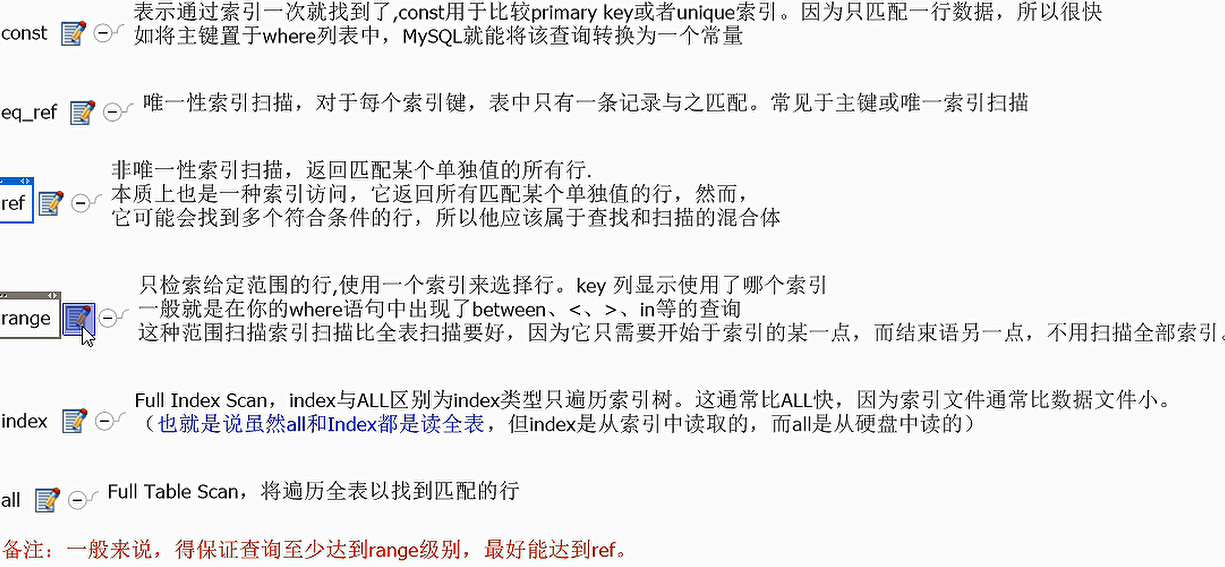 const
表示通过索引一次就找到了,const用于比较primary key或者unique索引。因为只匹配一行数据，所以很快
如将主键置于where列表中，MySQL就能将该查询转换为一个常量
eq_ref
唯一性索引扫描，对于每个索引键，表中只有一条记录与之匹配。常见于主键或唯一索引扫描
ref
非唯一性索引扫描，返回匹配某个单独值的所有行.
本质上也是一种索引访问，它返回所有匹配某个单独值的行，然而，
它可能会找到多个符合条件的行，所以他应该属于查找和扫描的混合体
range
只检索给定范围的行,使用一个索引来选择行。key 列显示使用了哪个索引
一般就是在你的where语句中出现了between、<、>、in等的查询
这种范围扫描索引扫描比全表扫描要好，因为它只需要开始于索引的某一点，而结束语另一点，不用扫描全部索引。
index
Full Index Scan，index与ALL区别为index类型只遍历索引树。这通常比ALL快，因为索引文件通常比数据文件小。
（也就是说虽然all和Index都是读全表，但index是从索引中读取的，而all是从硬盘中读的）
all
Full Table Scan，将遍历全表以找到匹配的行
备注：一般来说，得保证查询至少达到range级别，最好能达到ref。